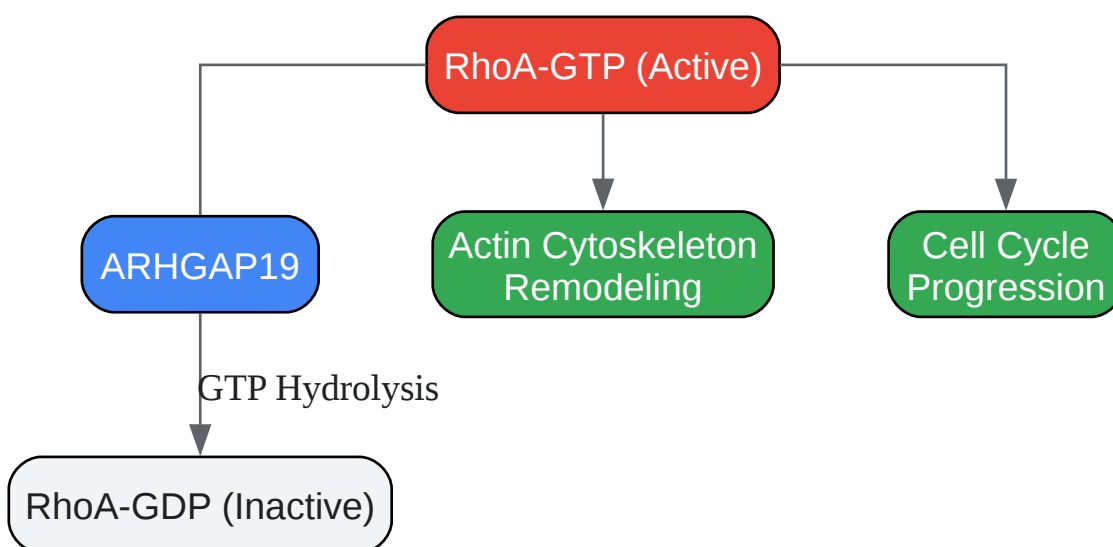 RhoA-GTP (Active)
ARHGAP19
Actin Cytoskeleton
Remodeling
Cell Cycle
Progression
GTP Hydrolysis
RhoA-GDP (Inactive)